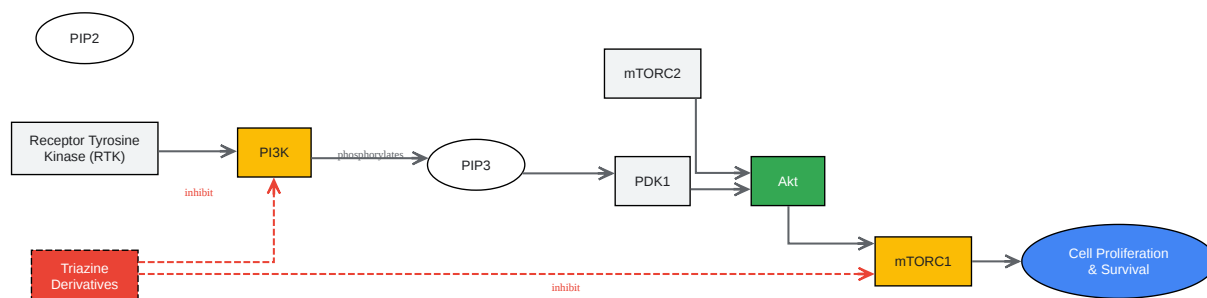 PIP2
mTORC2
Receptor Tyrosine
Kinase (RTK)
PI3K
phosphorylates
PIP3
PDK1
Akt
inhibit
Triazine
Derivatives
inhibit
mTORC1
Cell Proliferation
& Survival